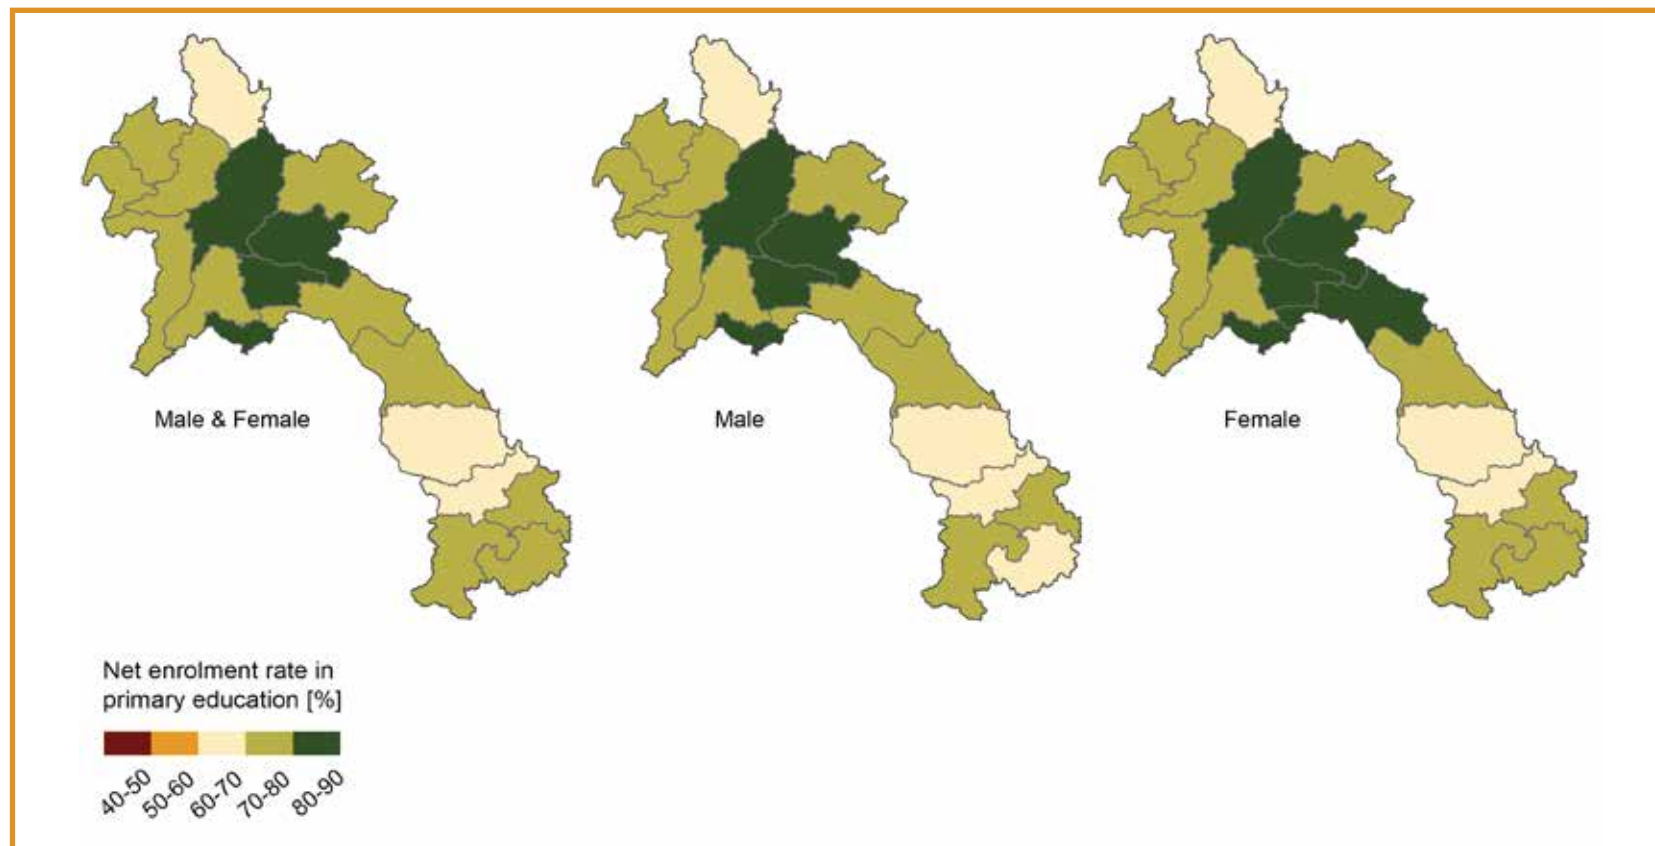 Male & Female
Male
Female
Net enrolment rate in
primary education [%]
40-50
50-60
60-70
70-80
80-90